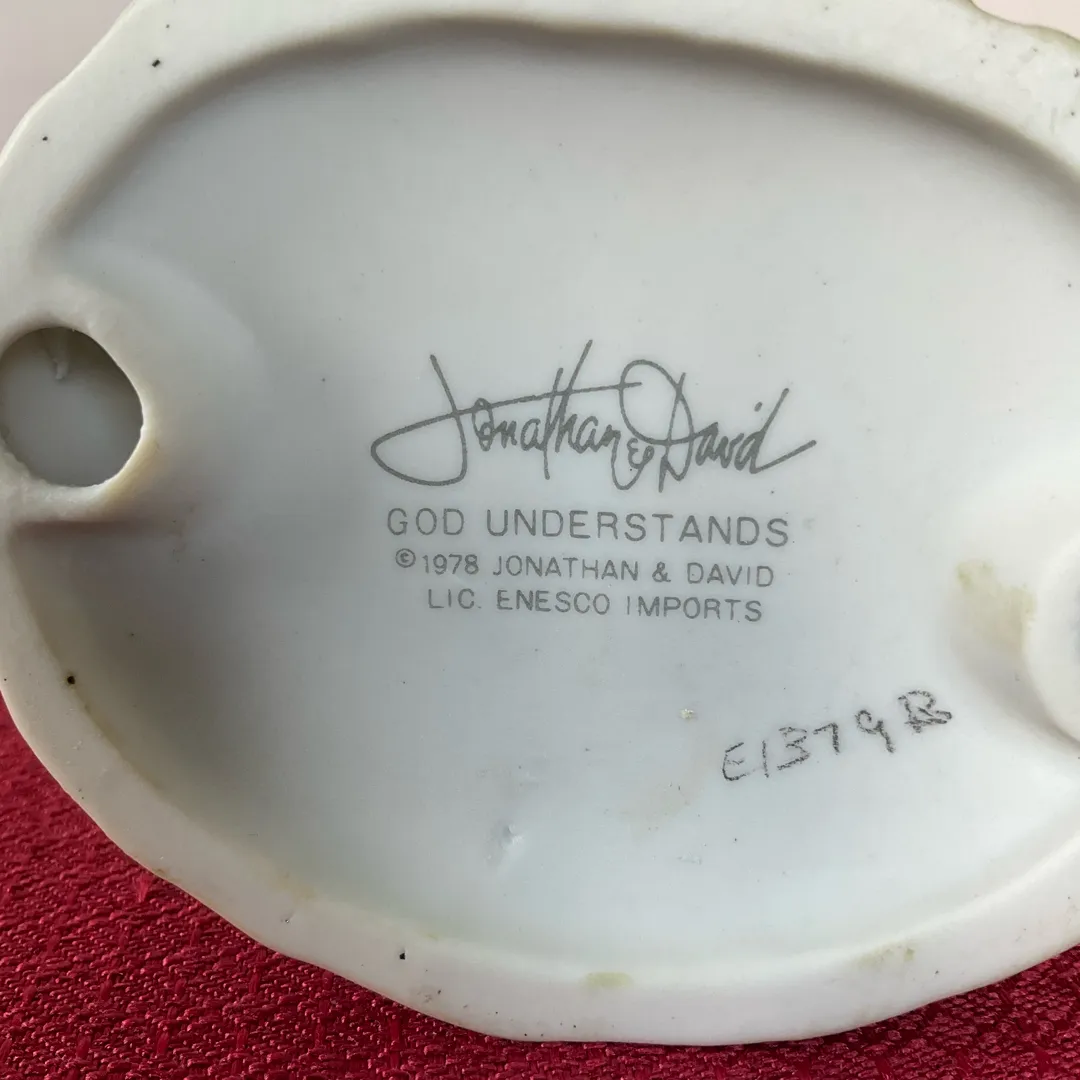 Jonathan & David
GOD UNDERSTANDS
©1978 JONATHAN & DAVID
LIC. ENESCO IMPORTS
E1379B